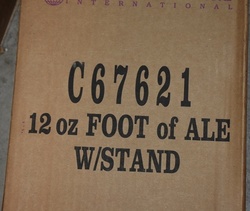 INTERNATIONAL
C67621
12 oz FOOT of ALE
W/STAND